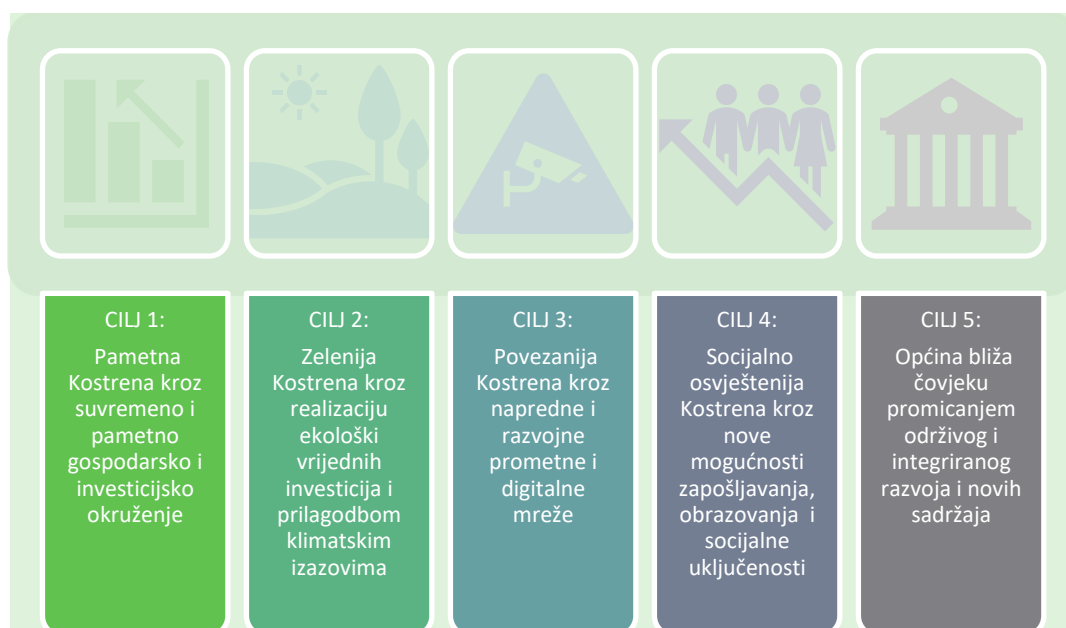 CILJ 1:
Pametna
Kostrena kroz
suvremeno i
pametno
gospodarsko i
investicijsko
okruženje
CILJ 2:
Zelenija
Kostrena kroz
realizaciju
ekološki
vrijednih
investicija i
prilagodbom
klimatskim
izazovima
CILJ 3:
Povezanija
Kostrena kroz
napredne i
razvojne
prometne i
digitalne
mreže
CILJ 4:
Socijalno
osvještenija
Kostrena kroz
nove
mogućnosti
zapošljavanja,
obrazovanja i
socijalne
uključenosti
CILJ 5:
Općina bliža
čovjeku
promicanjem
održivog i
integriranog
razvoja i novih
sadržaja